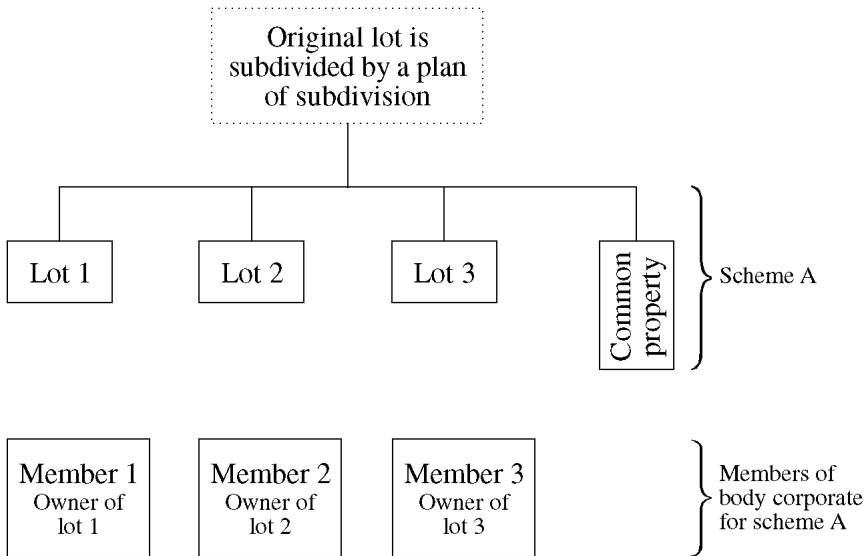 Original lot is
subdivided by a plan
of subdivision
Lot 1
Lot 2
Lot 3
Common
property
Scheme A
Member 1
Owner of
lot 1
Member 2
Owner of
lot 2
Member 3
Owner of
lot 3
Members of
body corporate
for scheme A